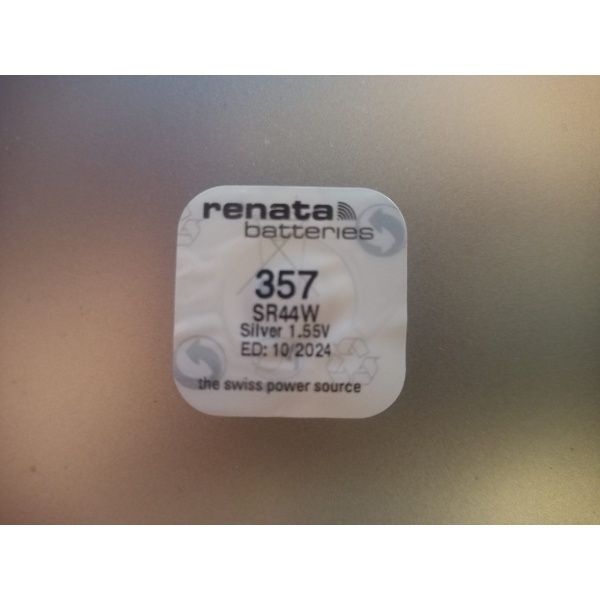 renata
batteries
357
SR44W
Silver 1.55V
ED: 10/2024
the swiss power source